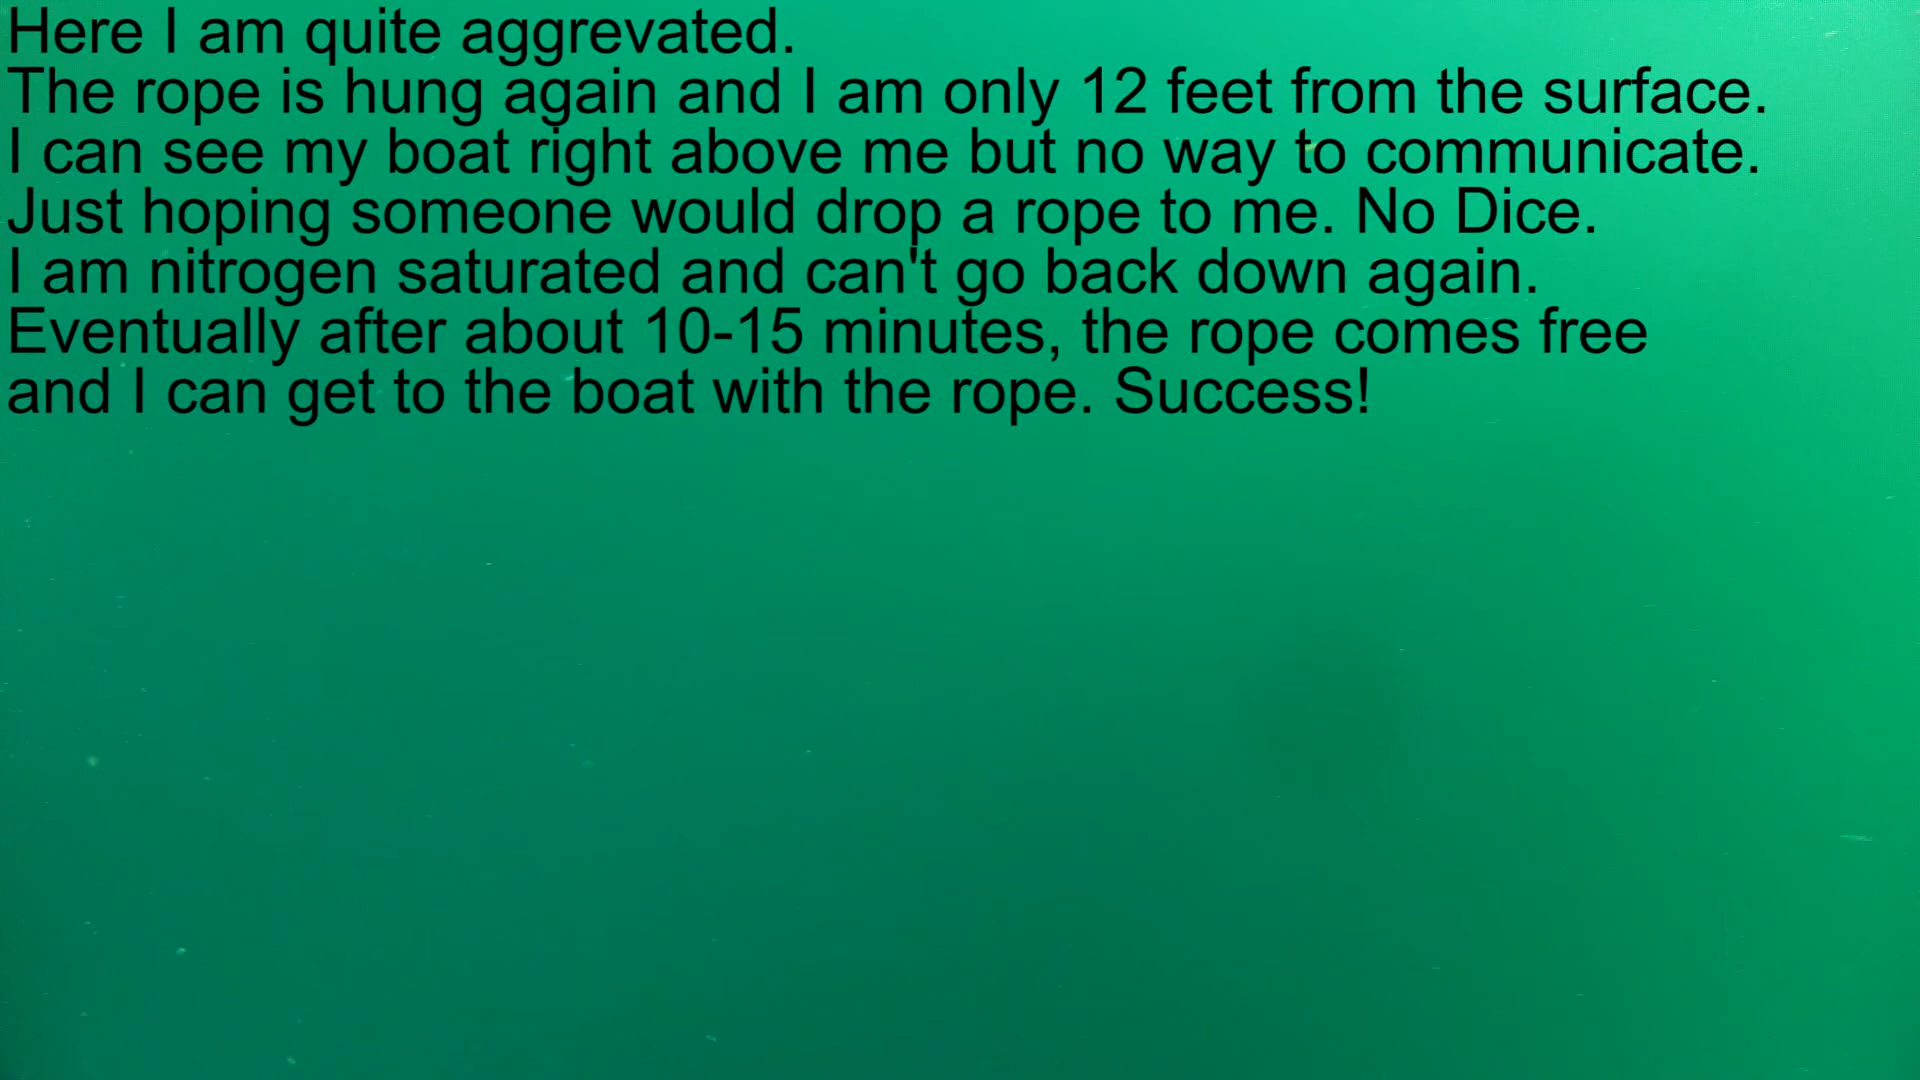 Here I am quite aggrevated.
The rope is hung again and I am only 12 feet from the surface.
I can see my boat right above me but no way to communicate.
Just hoping someone would drop a rope to me. No Dice.
I am nitrogen saturated and can't go back down again.
Eventually after about 10-15 minutes, the rope comes free
and I can get to the boat with the rope. Success!